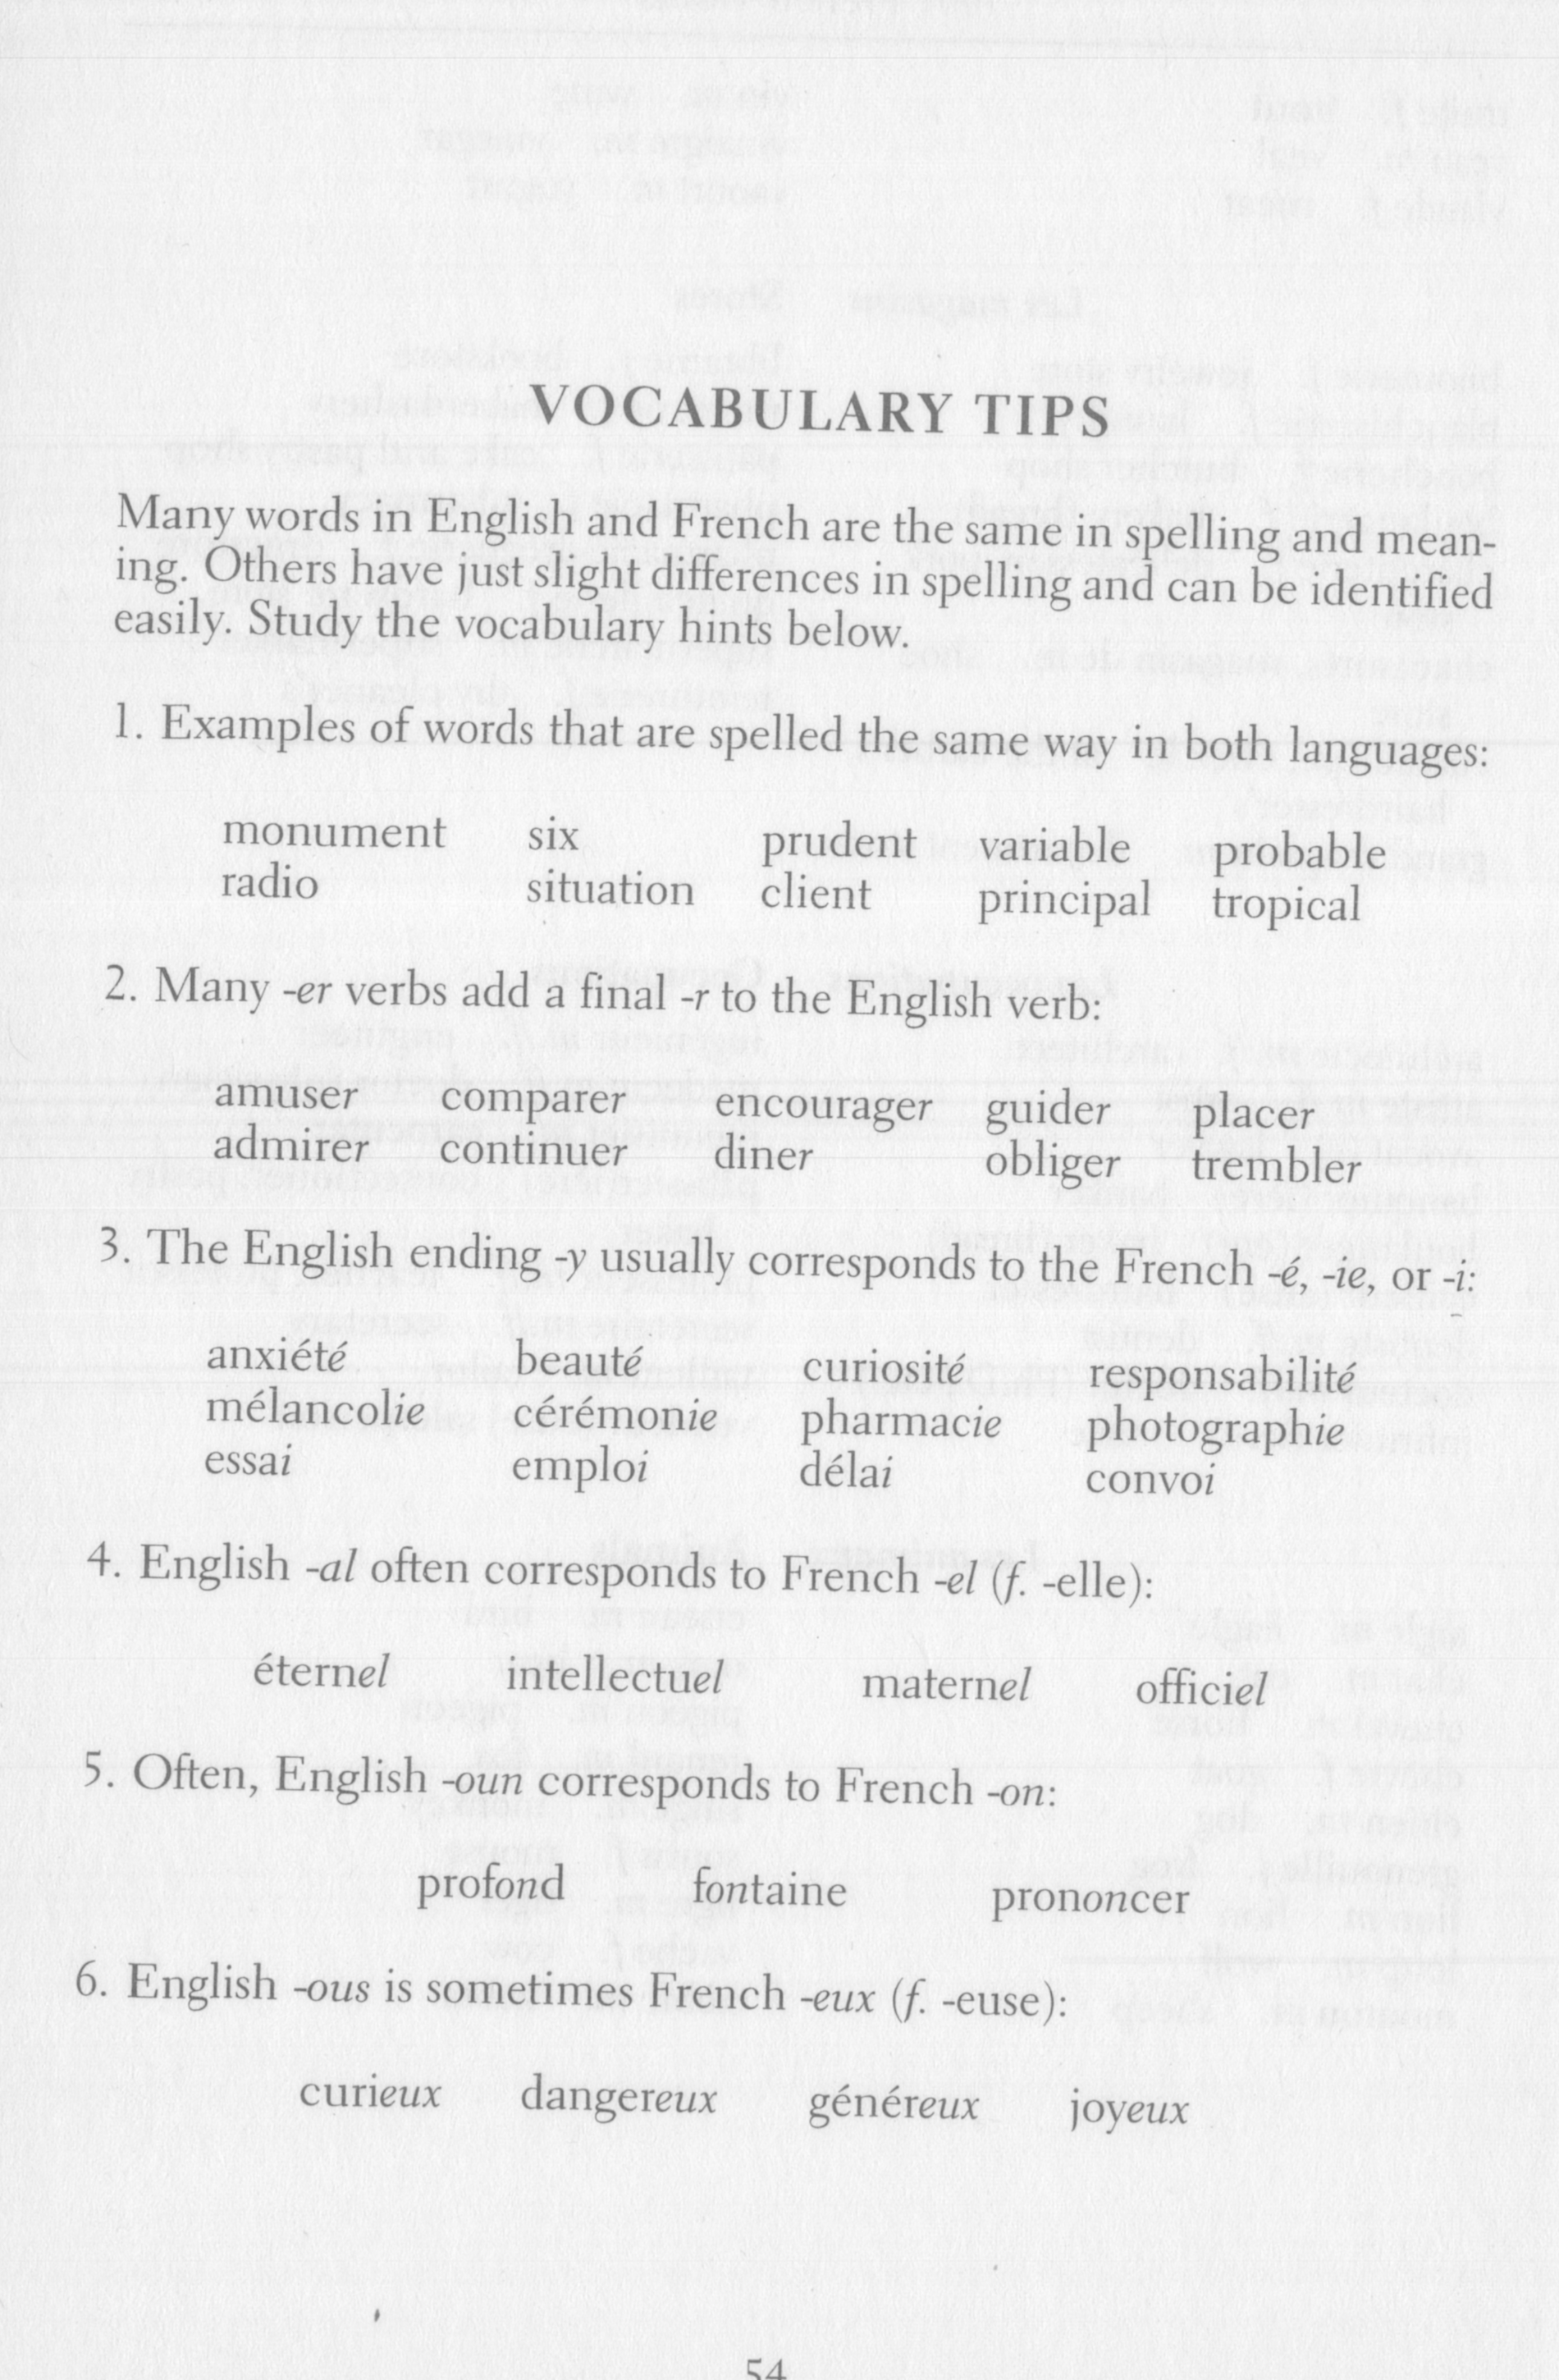 VOCABULARY TIPS
Many words in English and French are the same in spelling and mean-
ing. Others have just slight differences in spelling and can be identified
easily. Study the vocabulary hints below.
1. Examples of words that are spelled the same way in both languages:
monument six prudent variable probable
radio situation client principal tropical
2. Many -er verbs add a final -r to the English verb:
amuser comparer encourager guider placer
admirer continuer diner obliger trembler
3. The English ending -y usually corresponds to the French -é, -ie, or -i:
anxiété beauté curiosité responsabilité
mélancolie cérémonie pharmacie photographie
essai emploi délai convoi
4. English -al often corresponds to French -el (f. -elle):
éternel intellectuel maternel officiel
5. Often, English -oun corresponds to French -on:
profond fontaine prononcer
6. English -ous is sometimes French -eux (f. -euse):
curieux dangereux généreux joyeux
54